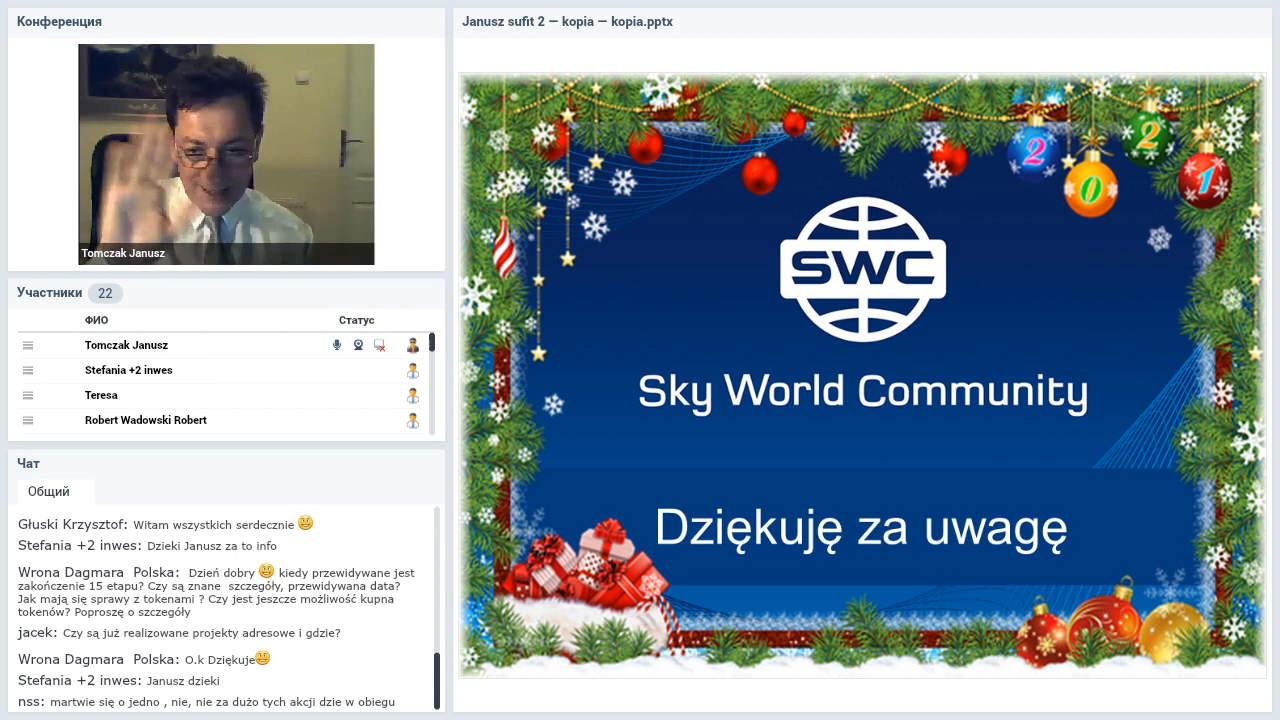 Конференция
Tomczak Janusz
Участники 22
ФИО Статус
Tomczak Janusz
Stefania +2 inwes
Teresa
Robert Wadowski Robert
Чат
Общий
Głuski Krzysztof: Witam wszystkich serdecznie
Stefania +2 inwes: Dzieki Janusz za to info
Wrona Dagmara Polska: Dzień dobry kiedy przewidywane jest
zakończenie 15 etapu? Czy są znane szczegóły, przewidywana data?
Jak mają się sprawy z tokenami ? Czy jest jeszcze możliwość kupna
tokenów? Poproszę o szczegóły
jacek: Czy są już realizowane projekty adresowe i gdzie?
Wrona Dagmara Polska: O.k Dziękuje
Stefania +2 inwes: Janusz dzieki
nss: martwie się o jedno , nie, nie za dużo tych akcji dzie w obiegu
Janusz sufit 2 — kopia — kopia.pptx
2 0 2 1
SWC
Sky World Community
Dziękuję za uwagę